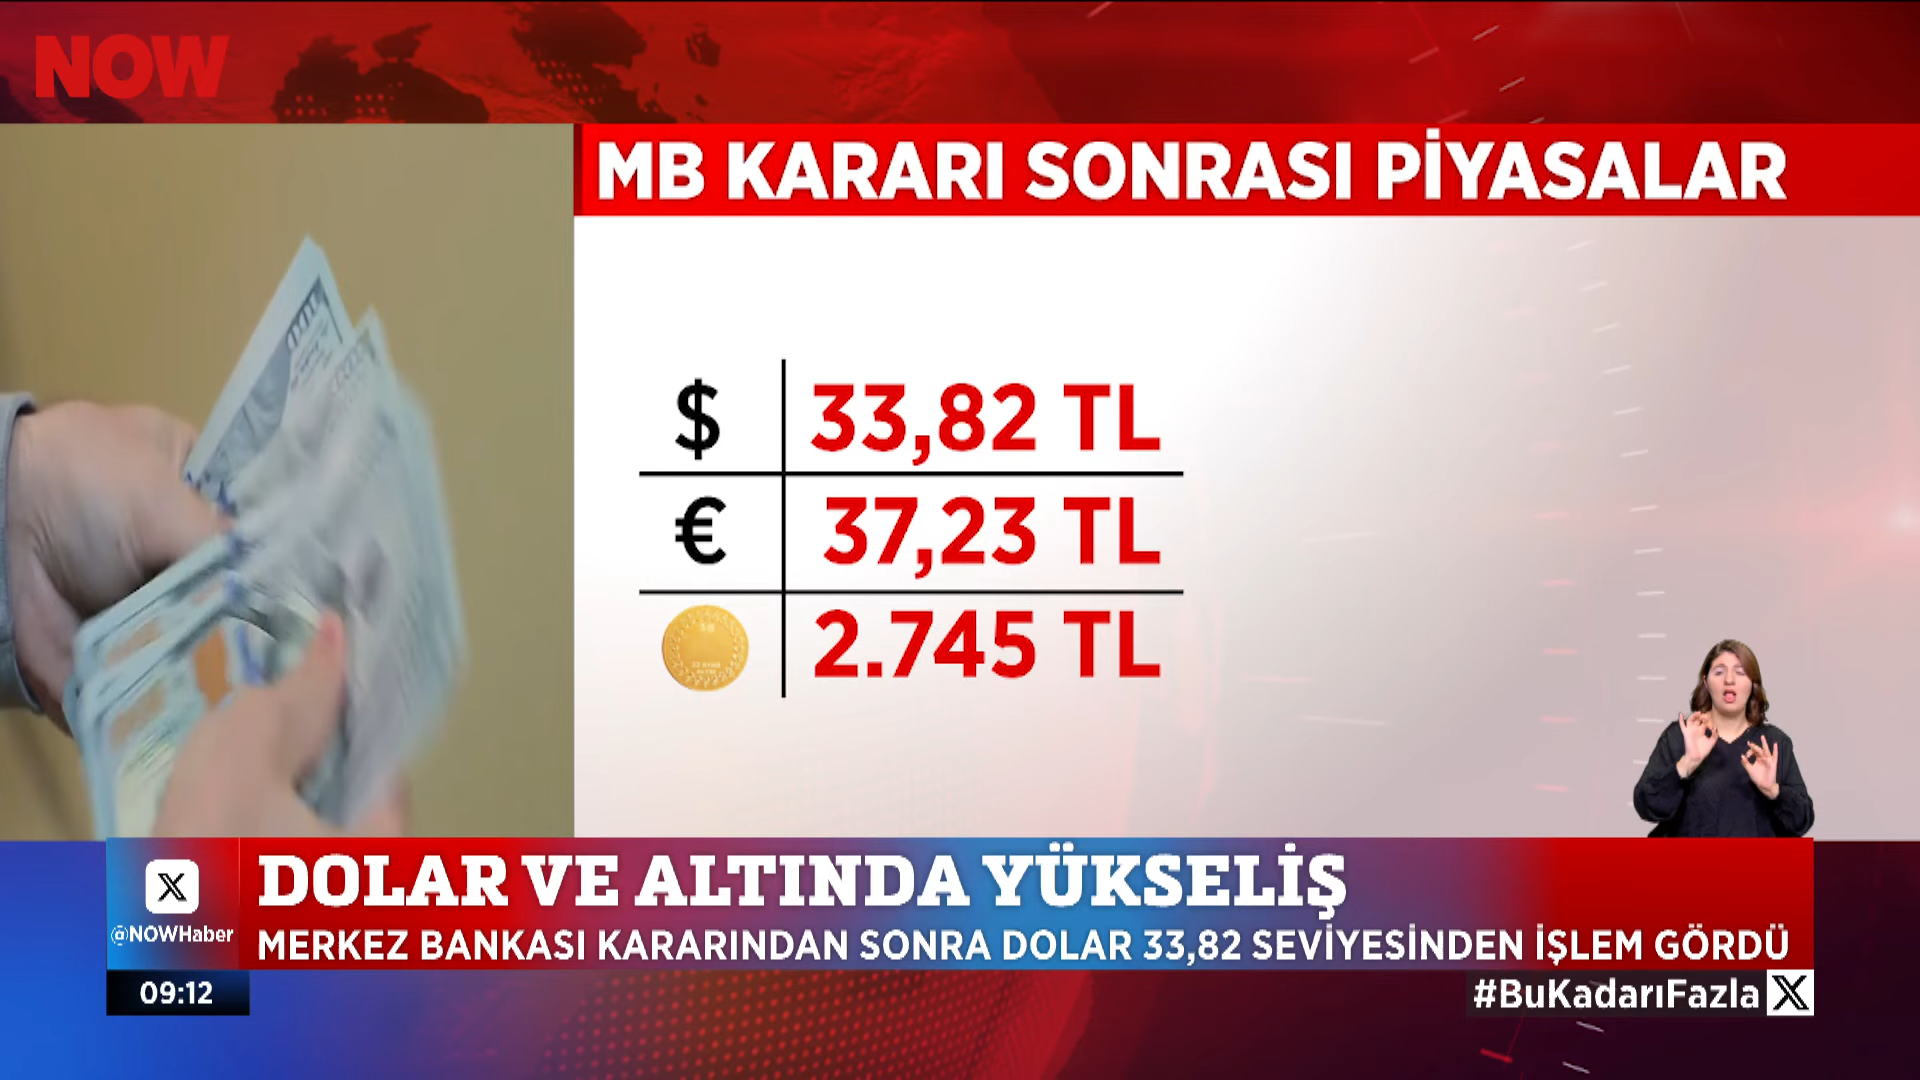 NOW
MB KARARI SONRASI PİYASALAR
$ 33,82 TL
€ 37,23 TL
2.745 TL
DOLAR VE ALTINDA YÜKSELİŞ
@NOWHaber
MERKEZ BANKASI KARARINDAN SONRA DOLAR 33,82 SEVİYESİNDEN İŞLEM GÖRDÜ
09:12
#BuKadarıFazla